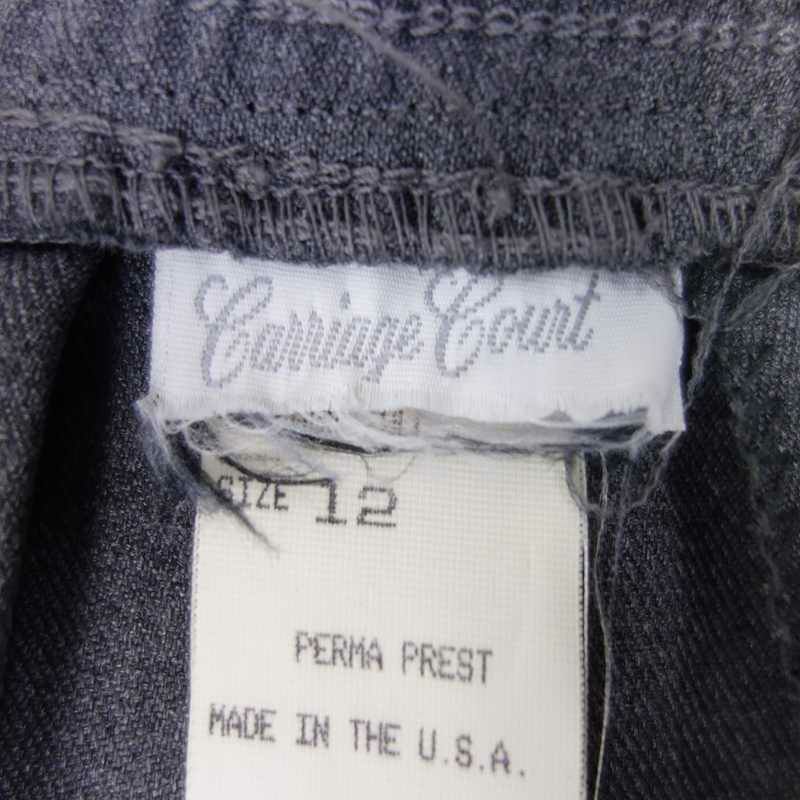 Carriage Court
SIZE 12
PERMA PREST
MADE IN THE U.S.A.